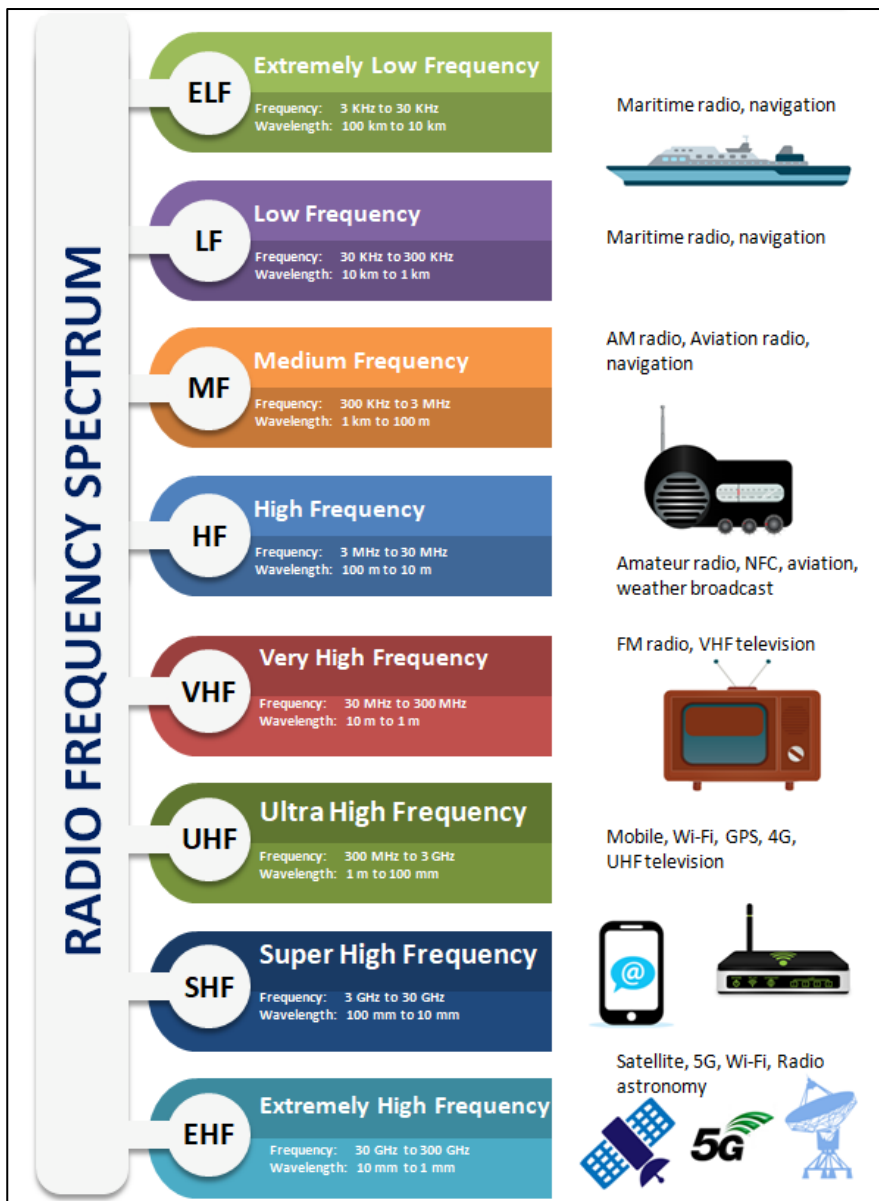 RADIO FREQUENCY SPECTRUM
ELF
Extremely Low Frequency
Frequency: 3 KHz to 30 KHz
Wavelength: 100 km to 10 km
Maritime radio, navigation
LF
Low Frequency
Frequency: 30 KHz to 300 KHz
Wavelength: 10 km to 1 km
Maritime radio, navigation
MF
Medium Frequency
Frequency: 300 KHz to 3 MHz
Wavelength: 1 km to 100 m
AM radio, Aviation radio,
navigation
HF
High Frequency
Frequency: 3 MHz to 30 MHz
Wavelength: 100 m to 10 m
Amateur radio, NFC, aviation,
weather broadcast
VHF
Very High Frequency
Frequency: 30 MHz to 300 MHz
Wavelength: 10 m to 1 m
FM radio, VHF television
UHF
Ultra High Frequency
Frequency: 300 MHz to 3 GHz
Wavelength: 1 m to 100 mm
Mobile, Wi-Fi, GPS, 4G,
UHF television
SHF
Super High Frequency
Frequency: 3 GHz to 30 GHz
Wavelength: 100 mm to 10 mm
@
Satellite, 5G, Wi-Fi, Radio
astronomy
EHF
Extremely High Frequency
Frequency: 30 GHz to 300 GHz
Wavelength: 10 mm to 1 mm
5G